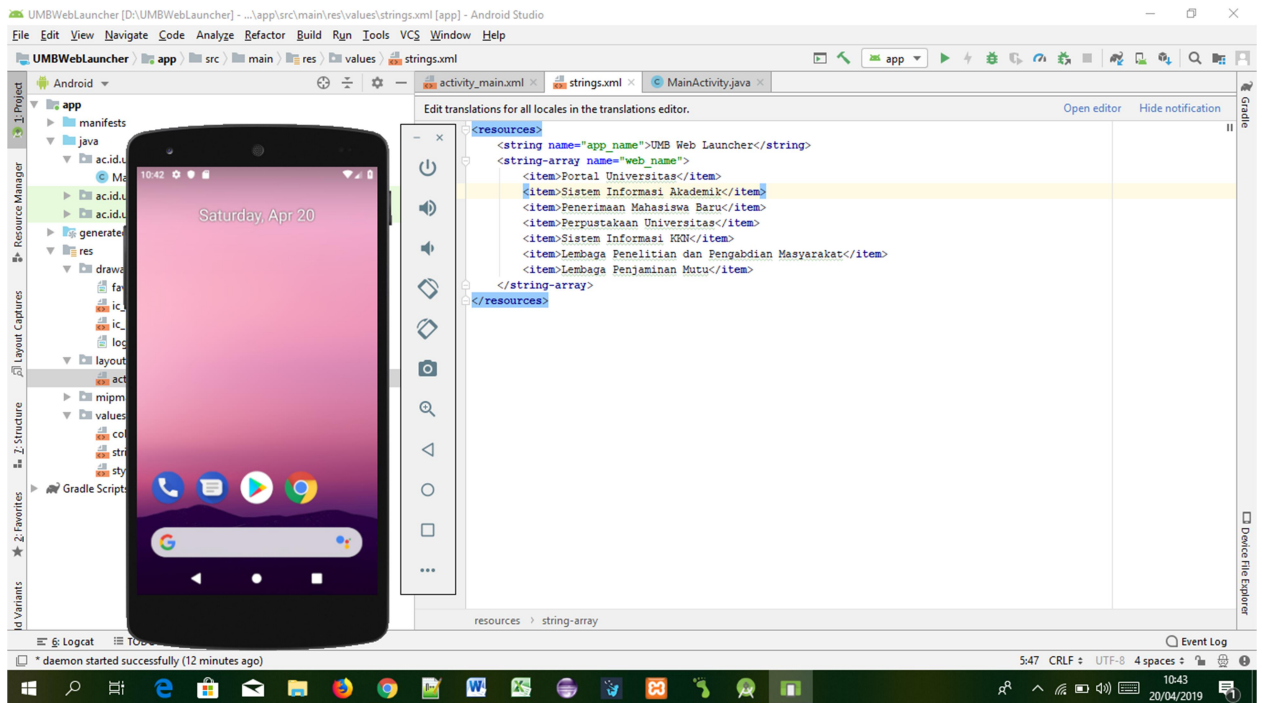 UMBWebLauncher [D:\UMBWebLauncher] - ...\app\src\main\res\values\strings.xml [app] - Android Studio
File Edit View Navigate Code Analyze Refactor Build Run Tools VCS Window Help
UMBWebLauncher app src main res values strings.xml
app
Android
activity_main.xml strings.xml MainActivity.java
Edit translations for all locales in the translations editor. Open editor Hide notification
app
manifests
java
ac.id.u
ac.id.u
ac.id.u
generated
res
drawa
layout
mipm
values
Gradle Scripts
1: Project
Resource Manager
Layout Captures
Z: Structure
2: Favorites
10:42
Saturday, Apr 20
<resources>
<string name="app_name">UMB Web Launcher</string>
<string-array name="web_name">
<item>Portal Universitas</item>
<item>Sistem Informasi Akademik</item>
<item>Penerimaan Mahasiswa Baru</item>
<item>Perpustakaan Universitas</item>
<item>Sistem Informasi KKN</item>
<item>Lembaga Penelitian dan Pengabdian Masyarakat</item>
<item>Lembaga Penjaminan Mutu</item>
</string-array>
</resources>
Gradle
Device File Explorer
resources › string-array
6: Logcat Event Log
* daemon started successfully (12 minutes ago) 5:47 CRLF UTF-8 4 spaces
10:43
20/04/2019